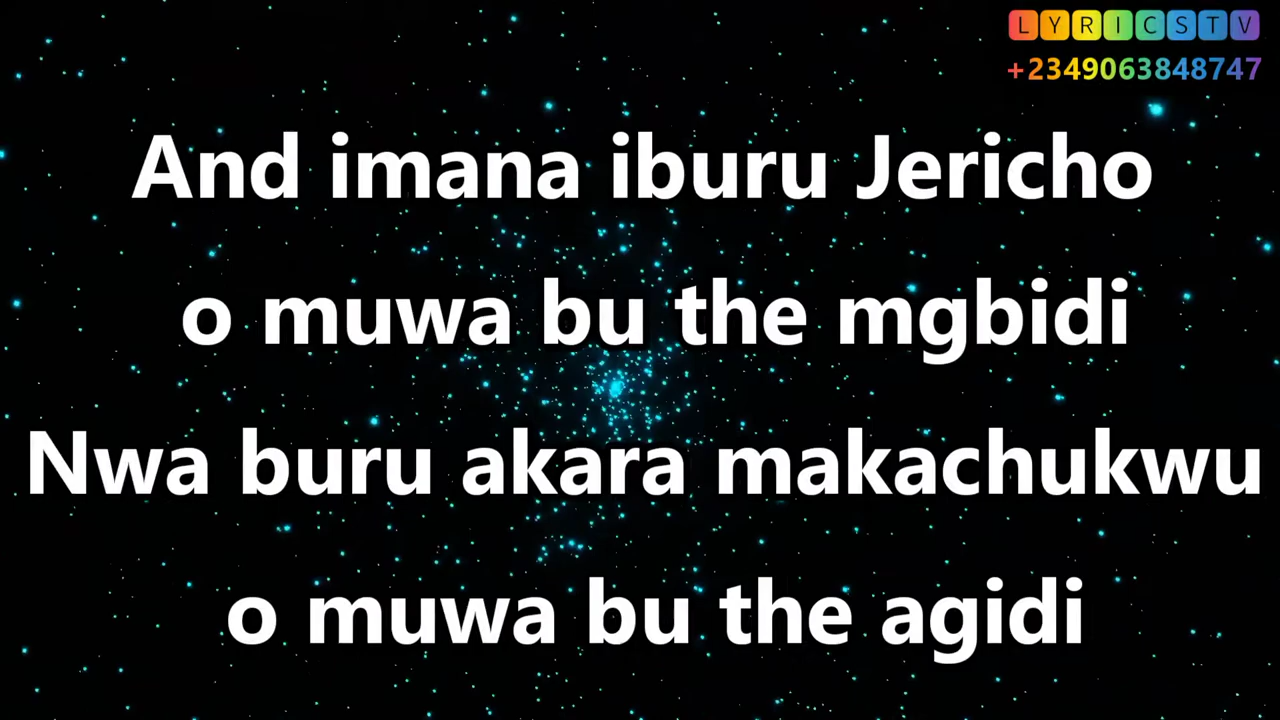 LYRICSTV
+2349063848747
And imana iburu Jericho
o muwa bu the mgbidi
Nwa buru akara makachukwu
o muwa bu the agidi